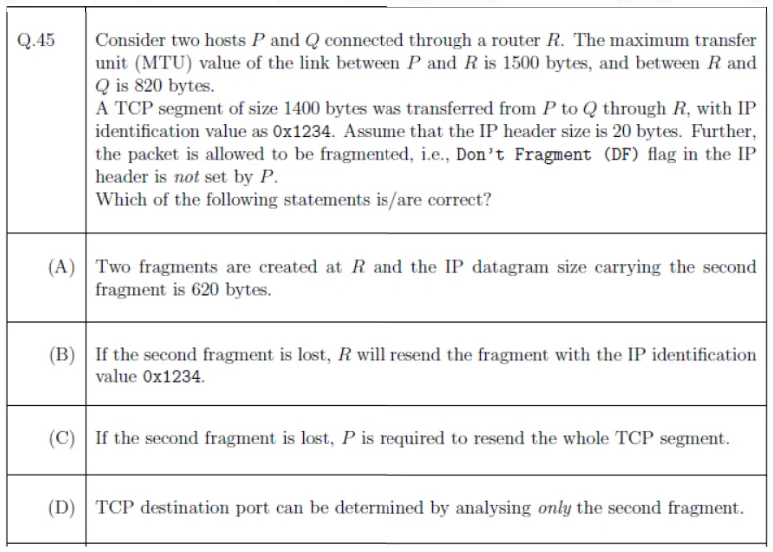 Q.45 Consider two hosts P and Q connected through a router R. The maximum transfer
unit (MTU) value of the link between P and R is 1500 bytes, and between R and
Q is 820 bytes.
A TCP segment of size 1400 bytes was transferred from P to Q through R, with IP
identification value as 0x1234. Assume that the IP header size is 20 bytes. Further,
the packet is allowed to be fragmented, i.e., Don't Fragment (DF) flag in the IP
header is not set by P.
Which of the following statements is/are correct?
(A) Two fragments are created at R and the IP datagram size carrying the second
fragment is 620 bytes.
(B) If the second fragment is lost, R will resend the fragment with the IP identification
value 0x1234.
(C) If the second fragment is lost, P is required to resend the whole TCP segment.
(D) TCP destination port can be determined by analysing only the second fragment.